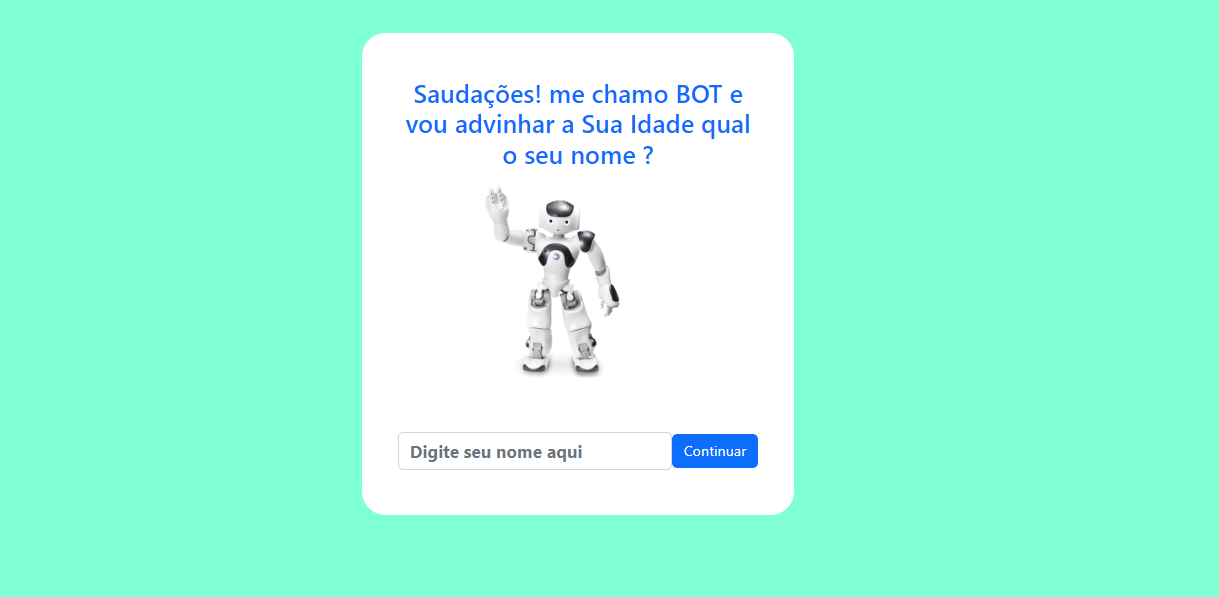 Saudações! me chamo BOT e
vou advinhar a Sua Idade qual
o seu nome ?
Digite seu nome aqui
Continuar